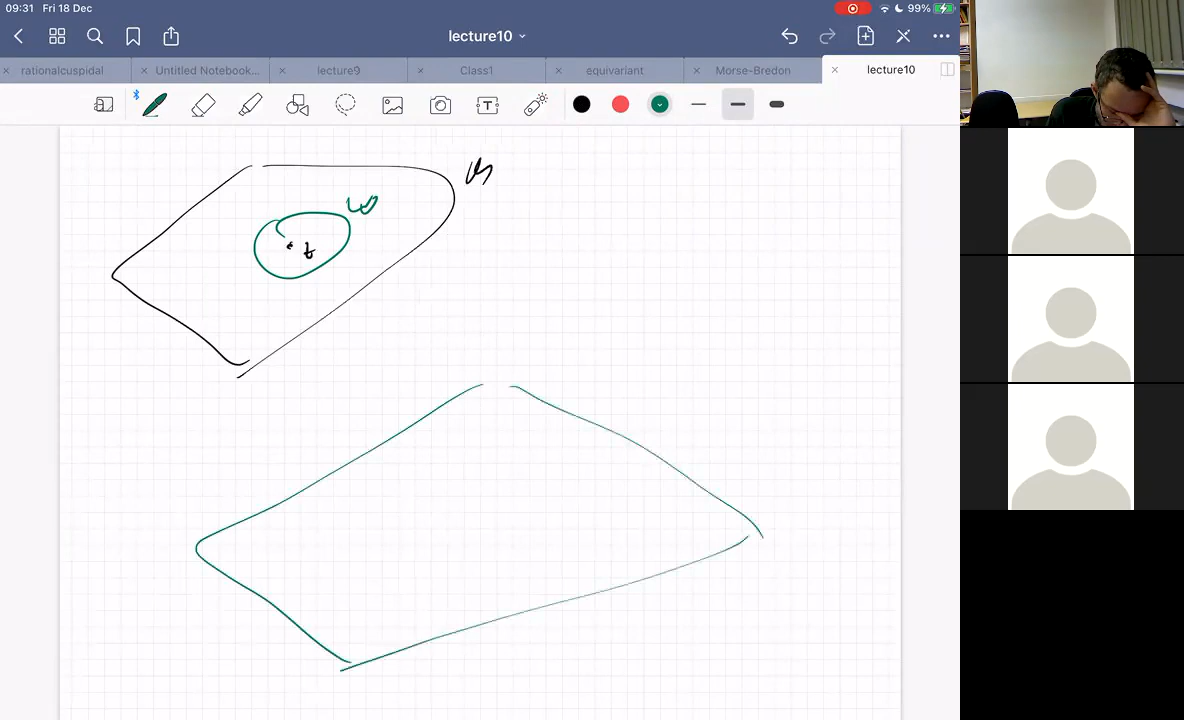 09:31 Fri 18 Dec
99%
lecture10
rationalcuspidal
Untitled Notebook...
lecture9
Class1
equivariant
Morse-Bredon
lecture10
T